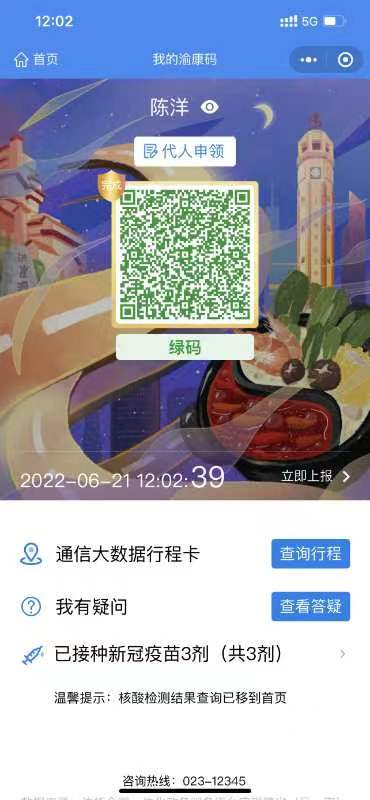 12:02
5G
首页
我的渝康码
陈洋
代人申领
完成
绿码
2022-06-21 12:02:39
立即上报
通信大数据行程卡
查询行程
我有疑问
查看答疑
已接种新冠疫苗3剂（共3剂）
温馨提示：核酸检测结果查询已移到首页
咨询热线：023-12345